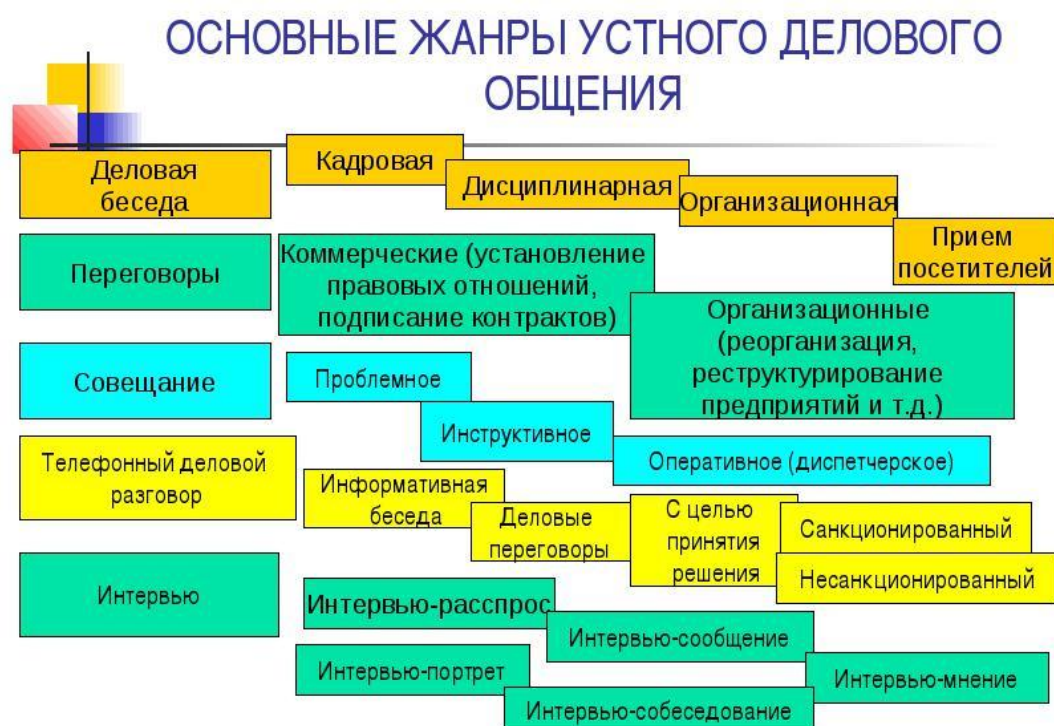 ОСНОВНЫЕ ЖАНРЫ УСТНОГО ДЕЛОВОГО
ОБЩЕНИЯ
Деловая
беседа
Кадровая
Дисциплинарная
Организационная
Прием
посетителей
Переговоры
Коммерческие (установление
правовых отношений,
подписание контрактов)
Организационные
(реорганизация,
реструктурирование
предприятий и т.д.)
Совещание
Проблемное
Инструктивное
Оперативное (диспетчерское)
Телефонный деловой
разговор
Информативная
беседа
Деловые
переговоры
С целью
принятия
решения
Санкционированный
Несанкционированный
Интервью
Интервью-расспрос
Интервью-сообщение
Интервью-портрет
Интервью-мнение
Интервью-собеседование